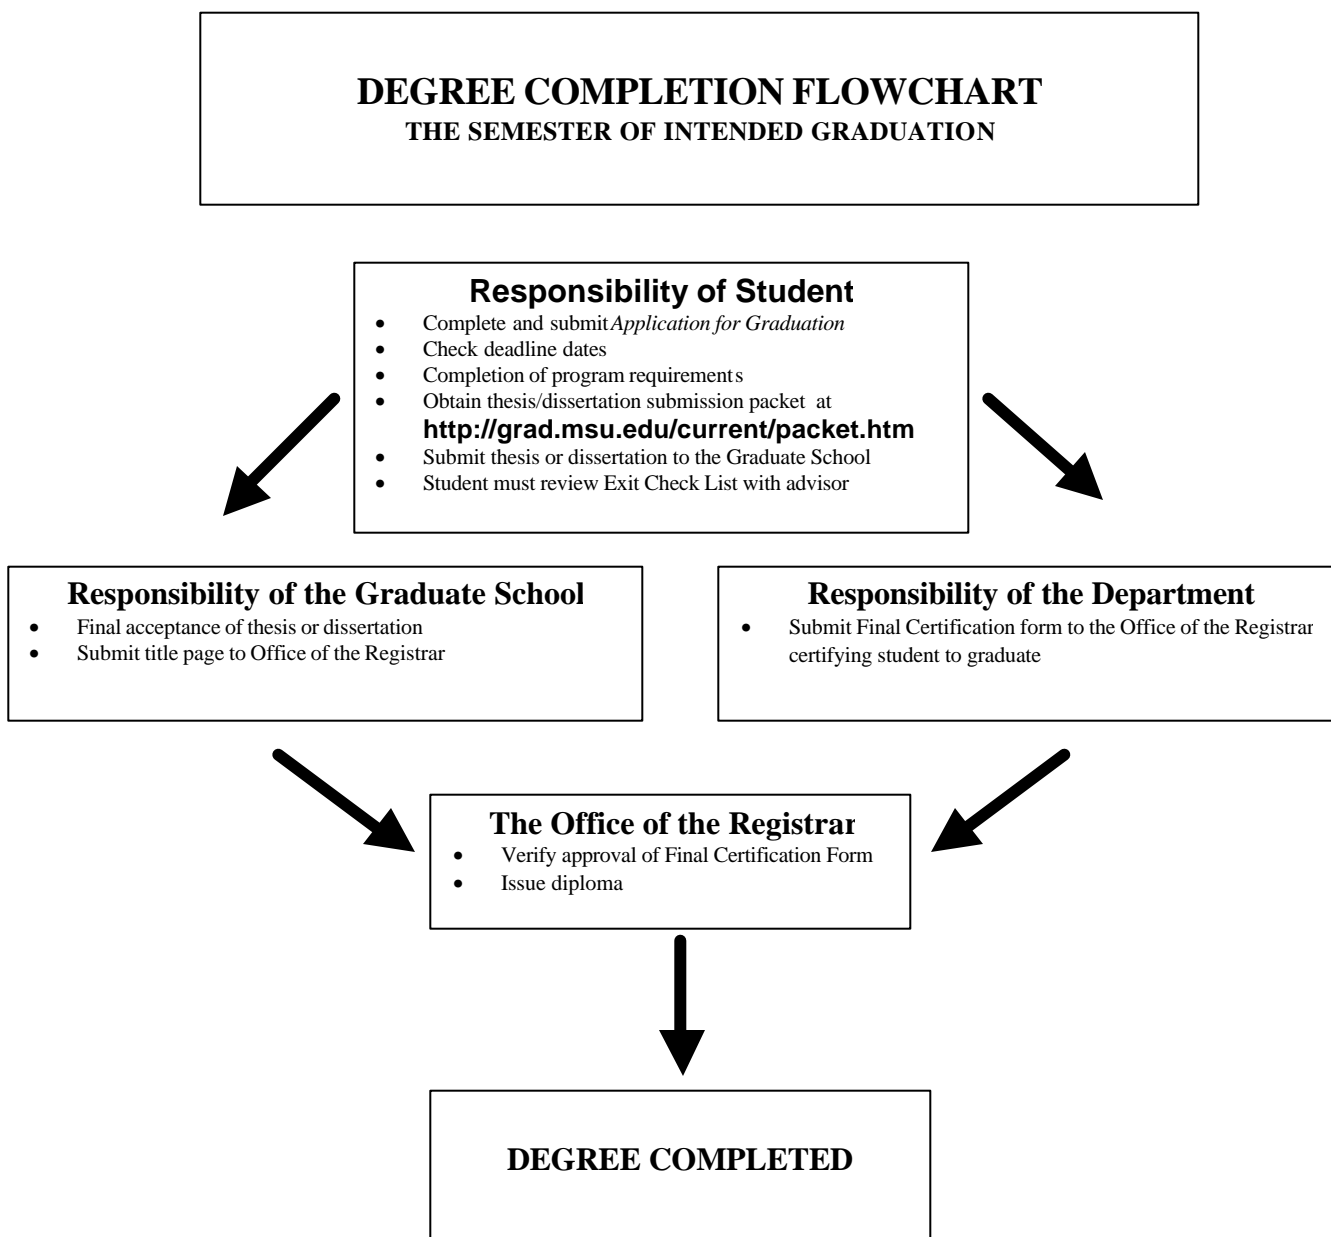 DEGREE COMPLETION FLOWCHART
THE SEMESTER OF INTENDED GRADUATION
Responsibility of Student
• Complete and submit Application for Graduation
• Check deadline dates
• Completion of program requirements
• Obtain thesis/dissertation submission packet at
http://grad.msu.edu/current/packet.htm
• Submit thesis or dissertation to the Graduate School
• Student must review Exit Check List with advisor
Responsibility of the Graduate School
• Final acceptance of thesis or dissertation
• Submit title page to Office of the Registrar
Responsibility of the Department
• Submit Final Certification form to the Office of the Registrar
certifying student to graduate
The Office of the Registrar
• Verify approval of Final Certification Form
• Issue diploma
DEGREE COMPLETED